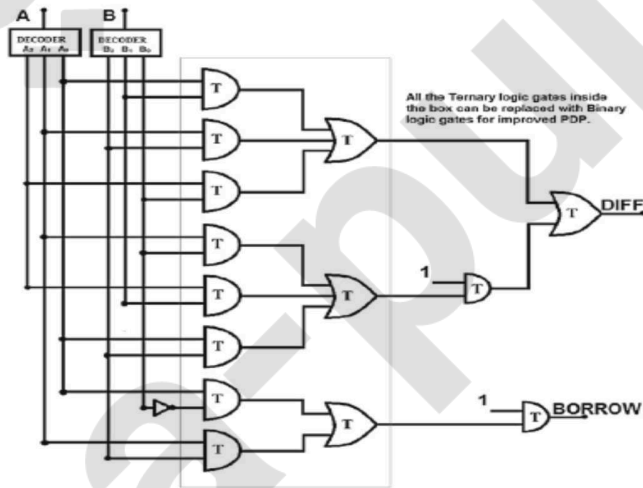 A
B
DECODER
A₂ A₁ A₀
DECODER
B₂ B₁ B₀
T
T
T
T
T
T
T
T
T
T
T
All the Ternary logic gates inside
the box can be replaced with Binary
logic gates for improved PDP.
T
DIFF
1
T
1
T
BORROW